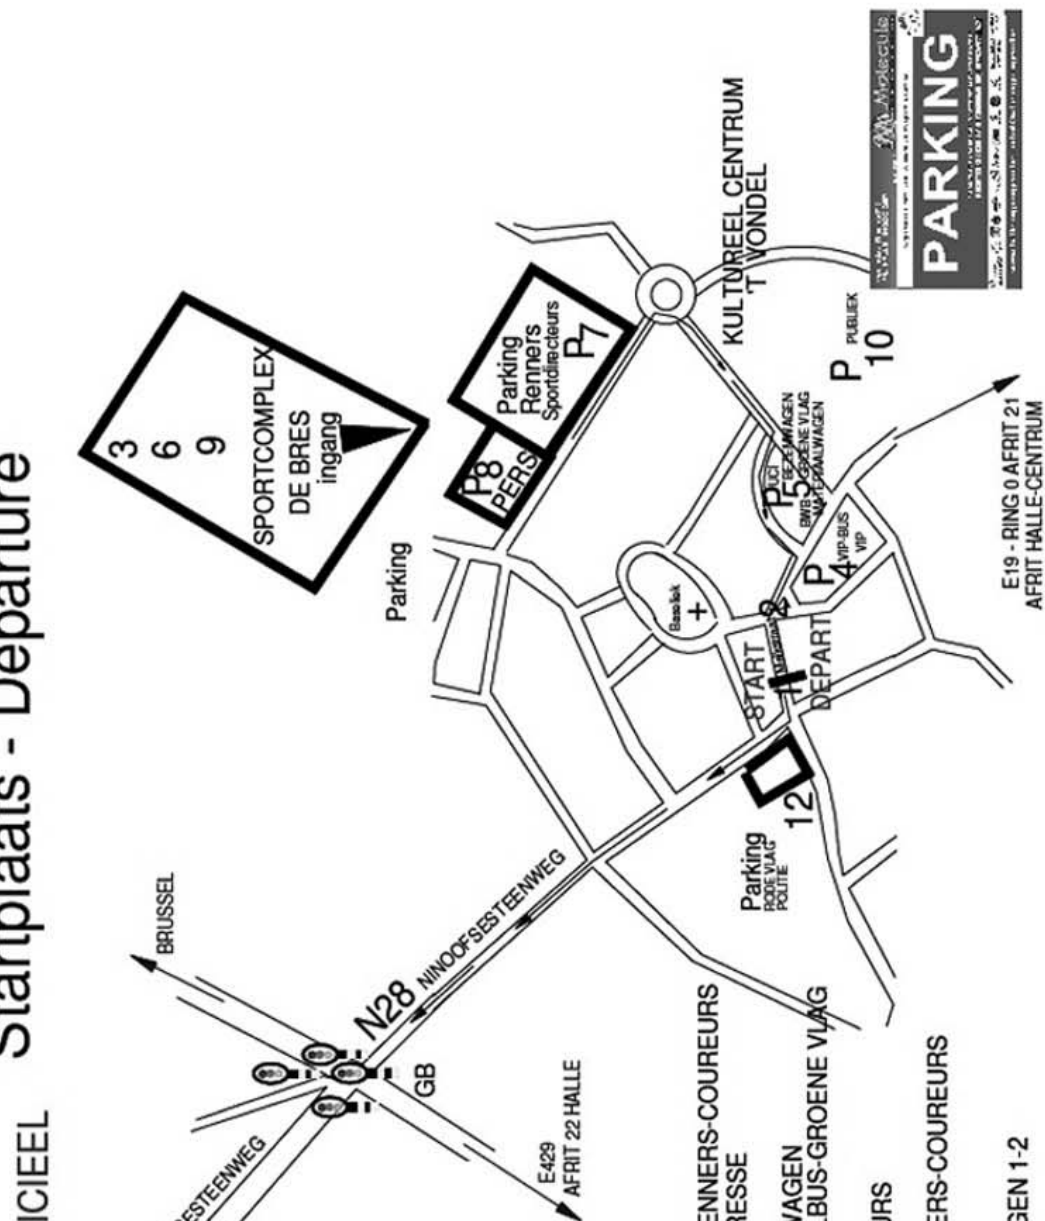 ICIEEL
Startplaats - Departure
3
6
9
SPORTCOMPLEX
DE BRES
ingang
Parking
Renners
Sportdirecteurs
P7
P8
PERS
Parking
KULTUREEL CENTRUM
'T VONDEL
PARKING
P PUBLIEK
10
P UCI
5
BEZEMWAGEN
BWB-GROENE VLAG
MATERIAALWAGEN
P VIP-BUS
4 VIP
Basiliek
START
2
DEPART
E19 - RING 0 AFRIT 21
AFRIT HALLE-CENTRUM
12
Parking
RODE VLAG
POLITIE
BRUSSEL
N28 NINOOFSESTEENWEG
GB
E429
AFRIT 22 HALLE
ESTEENWEG
ENNERS-COUREURS
RESSE
WAGEN
.BUS-GROENE VLAG
URS
ERS-COUREURS
GEN 1-2